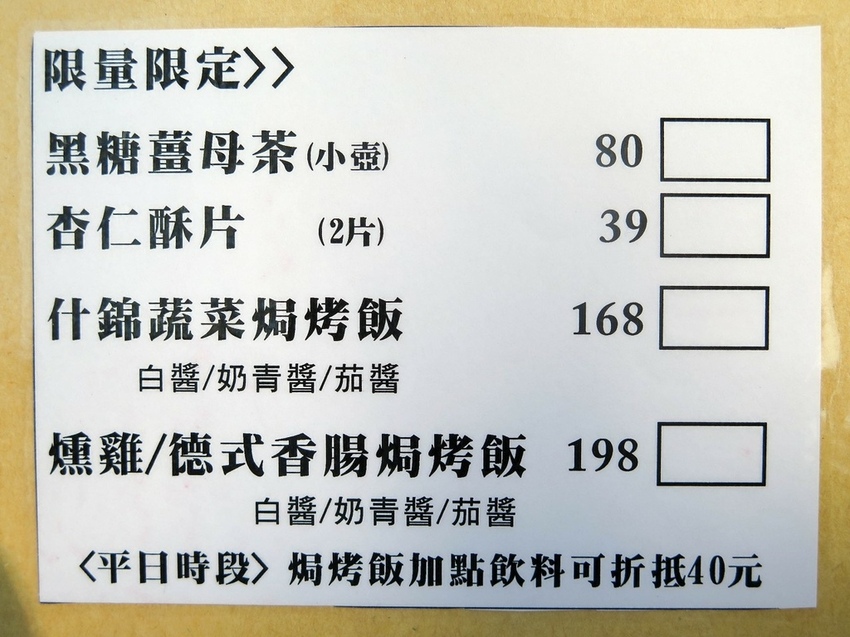 限量限定>>
黑糖薑母茶(小壺) 80
杏仁酥片 (2片) 39
什錦蔬菜焗烤飯 168
白醬/奶青醬/茄醬
燻雞/德式香腸焗烤飯 198
白醬/奶青醬/茄醬
<平日時段> 焗烤飯加點飲料可折抵40元